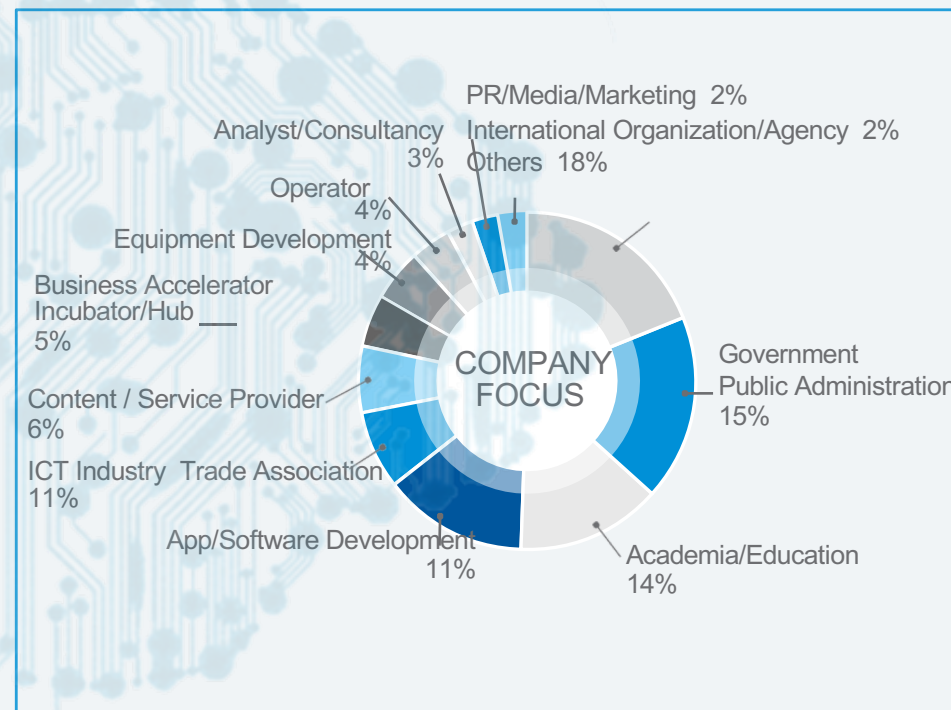 PR/Media/Marketing 2%
International Organization/Agency 2%
Others 18%
Analyst/Consultancy
3%
Operator
4%
Equipment Development
4%
Business Accelerator
Incubator/Hub
5%
Content / Service Provider
6%
ICT Industry Trade Association
11%
App/Software Development
11%
COMPANY
FOCUS
Government
Public Administration
15%
Academia/Education
14%